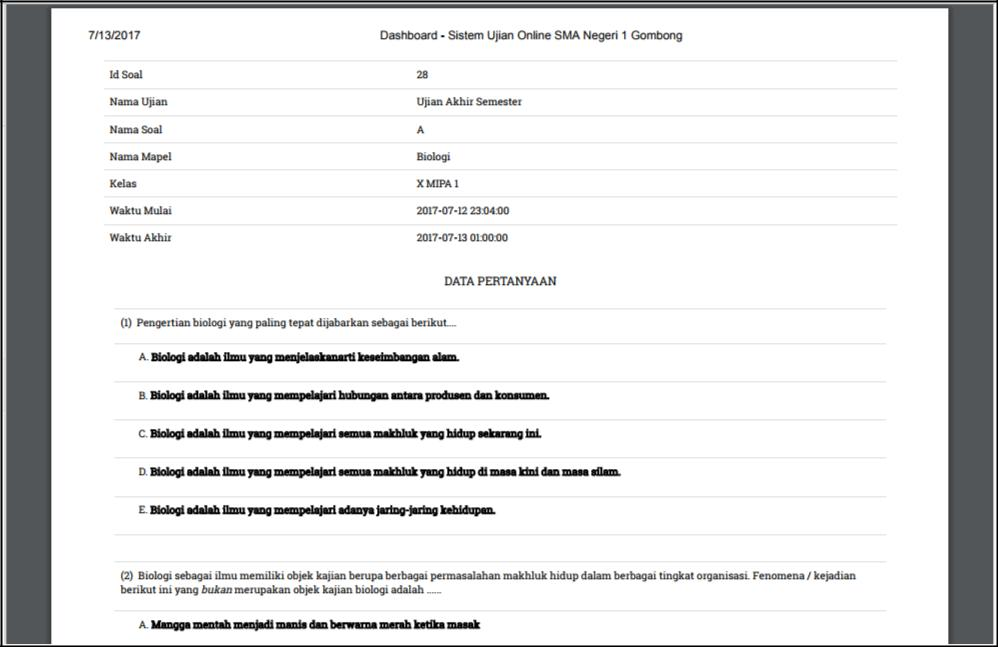 7/13/2017 Dashboard - Sistem Ujian Online SMA Negeri 1 Gombong
Id Soal 28
Nama Ujian Ujian Akhir Semester
Nama Soal A
Nama Mapel Biologi
Kelas X MIPA 1
Waktu Mulai 2017-07-12 23:04:00
Waktu Akhir 2017-07-13 01:00:00
DATA PERTANYAAN
(1) Pengertian biologi yang paling tepat dijabarkan sebagai berikut....
A. Biologi adalah ilmu yang menjelaskanarti keseimbangan alam.
B. Biologi adalah ilmu yang mempelajari hubungan antara produsen dan konsumen.
C. Biologi adalah ilmu yang mempelajari semua makhluk yang hidup sekarang ini.
D. Biologi adalah ilmu yang mempelajari semua makhluk yang hidup di masa kini dan masa silam.
E. Biologi adalah ilmu yang mempelajari adanya jaring-jaring kehidupan.
(2) Biologi sebagai ilmu memiliki objek kajian berupa berbagai permasalahan makhluk hidup dalam berbagai tingkat organisasi. Fenomena / kejadian
berikut ini yang bukan merupakan objek kajian biologi adalah ......
A. Mangga mentah menjadi manis dan berwarna merah ketika masak